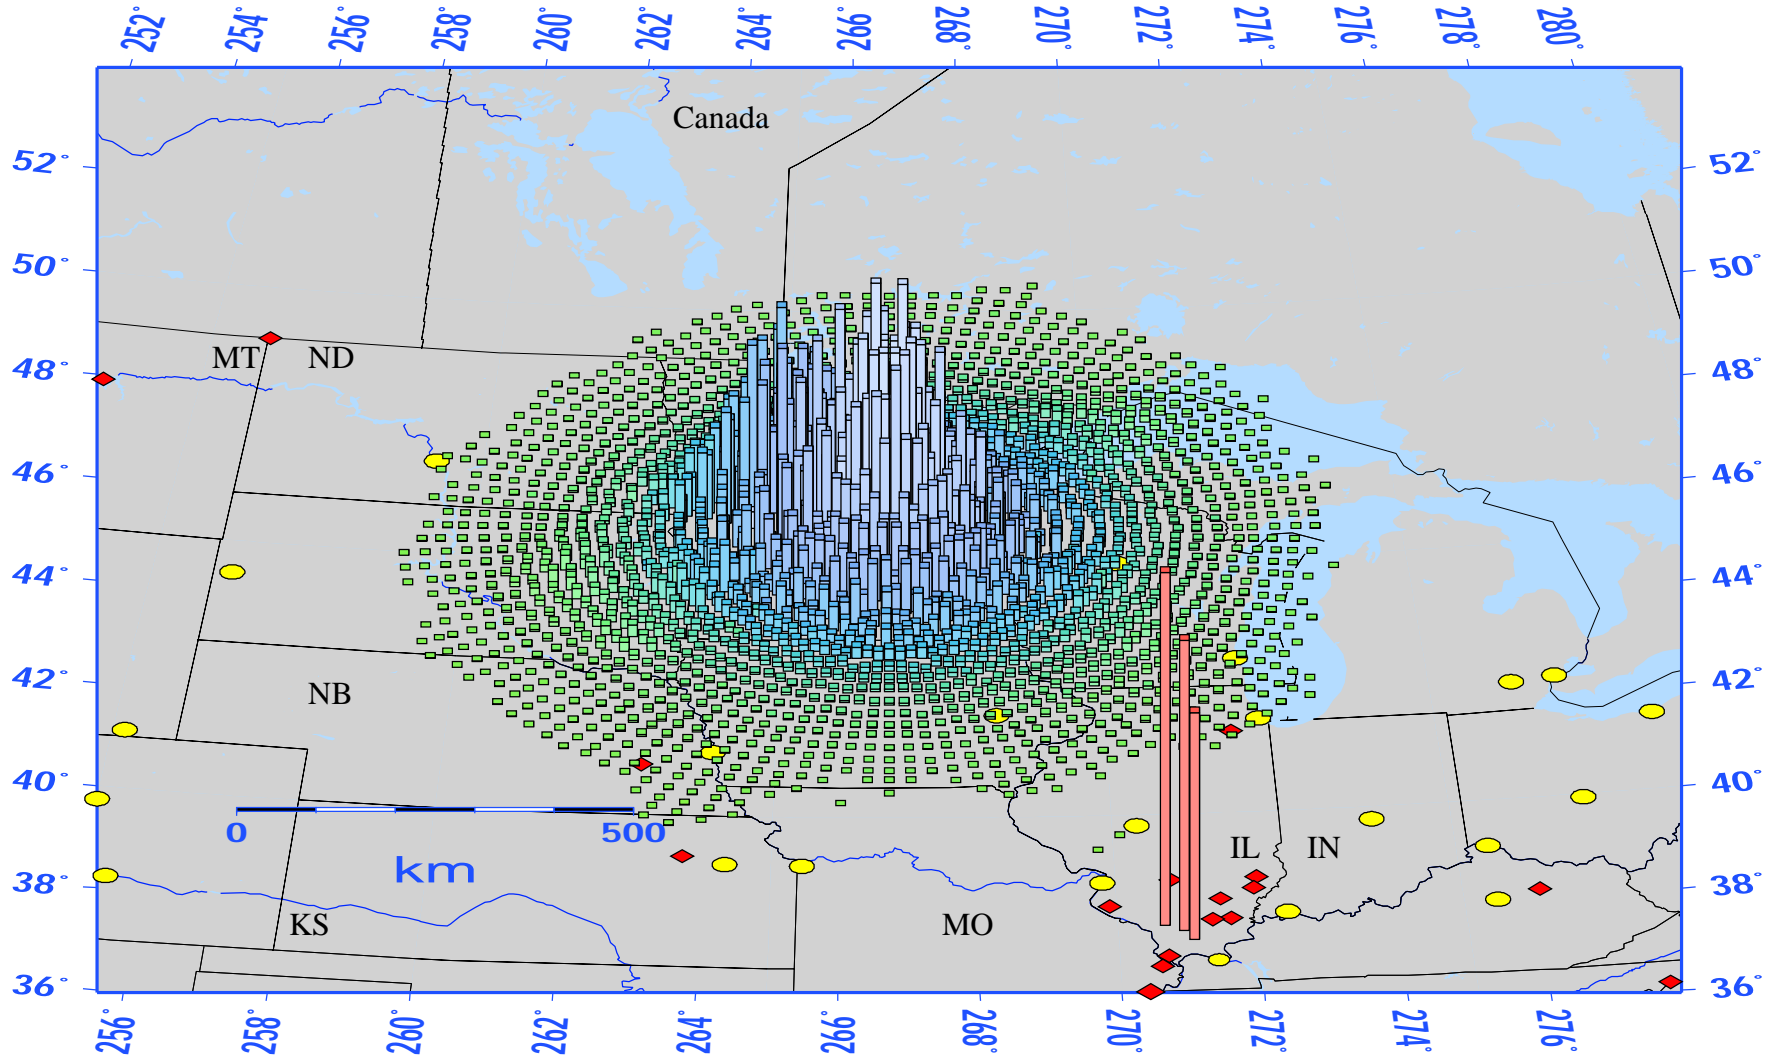 252° 254° 256° 258° 260° 262° 264° 266° 268° 270° 272° 274° 276° 278° 280°
Canada
52° 52°
50° 50°
MT ND
48° 48°
46° 46°
44° 44°
42° 42°
NB
40° 40°
0 500
km
IL IN
38° 38°
KS MO
36° 36°
256° 258° 260° 262° 264° 266° 268° 270° 272° 274° 276°